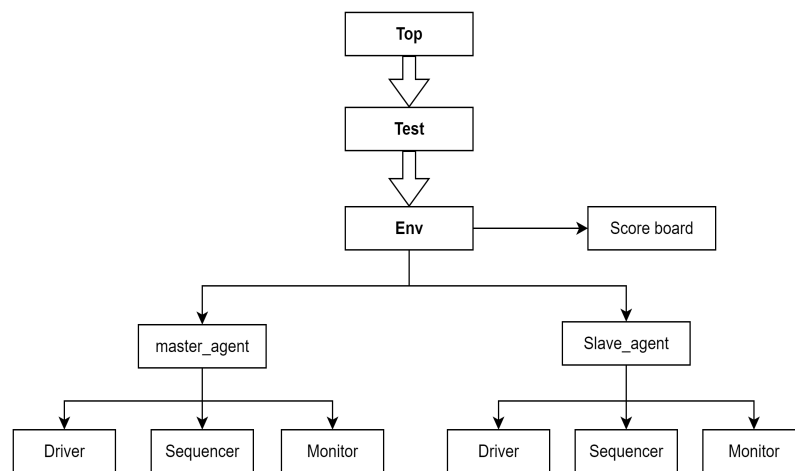 Top
Test
Env
Score board
master_agent
Slave_agent
Driver
Sequencer
Monitor
Driver
Sequencer
Monitor